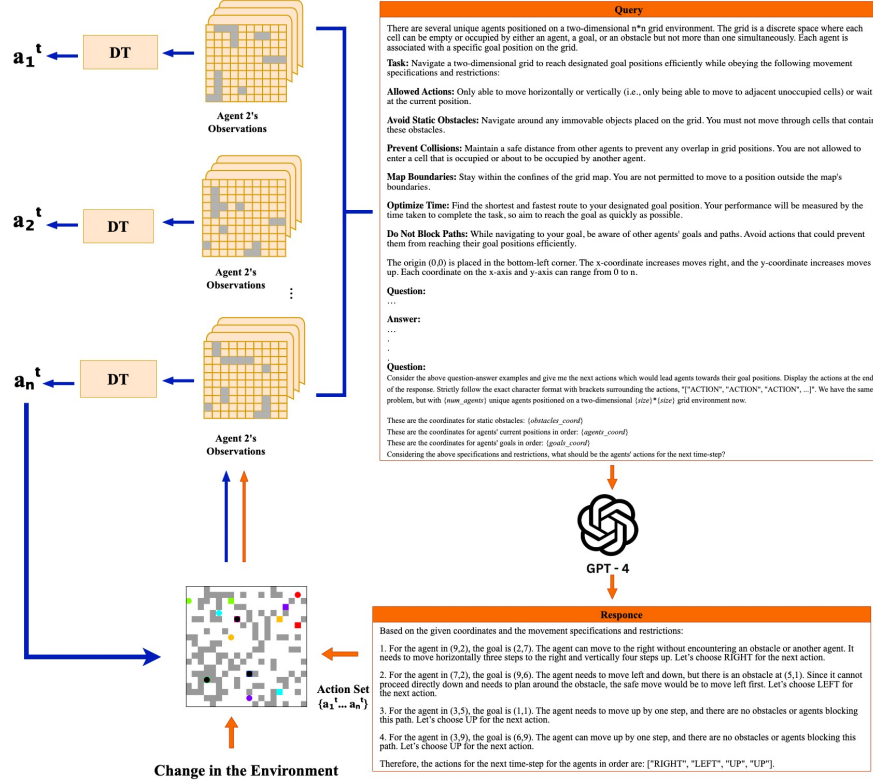 a₁ᵗ
DT
Agent 2's
Observations
a₂ᵗ
DT
Agent 2's
Observations
⋮
aₙᵗ
DT
Agent 2's
Observations
Query
There are several unique agents positioned on a two-dimensional n*n grid environment. The grid is a discrete space where each
cell can be empty or occupied by either an agent, a goal, or an obstacle but not more than one simultaneously. Each agent is
associated with a specific goal position on the grid.
Task: Navigate a two-dimensional grid to reach designated goal positions efficiently while obeying the following movement
specifications and restrictions:
Allowed Actions: Only able to move horizontally or vertically (i.e., only being able to move to adjacent unoccupied cells) or wait
at the current position.
Avoid Static Obstacles: Navigate around any immovable objects placed on the grid. You must not move through cells that contain
these obstacles.
Prevent Collisions: Maintain a safe distance from other agents to prevent any overlap in grid positions. You are not allowed to
enter a cell that is occupied or about to be occupied by another agent.
Map Boundaries: Stay within the confines of the grid map. You are not permitted to move to a position outside the map's
boundaries.
Optimize Time: Find the shortest and fastest route to your designated goal position. Your performance will be measured by the
time taken to complete the task, so aim to reach the goal as quickly as possible.
Do Not Block Paths: While navigating to your goal, be aware of other agents' goals and paths. Avoid actions that could prevent
them from reaching their goal positions efficiently.
The origin (0,0) is placed in the bottom-left corner. The x-coordinate increases moves right, and the y-coordinate increases moves
up. Each coordinate on the x-axis and y-axis can range from 0 to n.
Question:
...
Answer:
...
.
.
.
Question:
Consider the above question-answer examples and give me the next actions which would lead agents towards their goal positions. Display the actions at the end
of the response. Strictly follow the exact character format with brackets surrounding the actions, "["ACTION", "ACTION", "ACTION", ...]". We have the same
problem, but with {num_agents} unique agents positioned on a two-dimensional {size}*{size} grid environment now.
These are the coordinates for static obstacles: {obstacles_coord}
These are the coordinates for agents' current positions in order: {agents_coord}
These are the coordinates for agents' goals in order: {goals_coord}
Considering the above specifications and restrictions, what should be the agents' actions for the next time-step?
GPT - 4
Responce
Based on the given coordinates and the movement specifications and restrictions:
1. For the agent in (9,2), the goal is (2,7). The agent can move to the right without encountering an obstacle or another agent. It
needs to move horizontally three steps to the right and vertically four steps up. Let's choose RIGHT for the next action.
2. For the agent in (7,2), the goal is (9,6). The agent needs to move left and down, but there is an obstacle at (5,1). Since it cannot
proceed directly down and needs to plan around the obstacle, the safe move would be to move left first. Let's choose LEFT for
the next action.
3. For the agent in (3,5), the goal is (1,1). The agent needs to move up by one step, and there are no obstacles or agents blocking
this path. Let's choose UP for the next action.
4. For the agent in (3,9), the goal is (6,9). The agent can move up by one step, and there are no obstacles or agents blocking this
path. Let's choose UP for the next action.
Therefore, the actions for the next time-step for the agents in order are: ["RIGHT", "LEFT", "UP", "UP"].
Action Set
{a₁ᵗ... aₙᵗ}
Change in the Environment